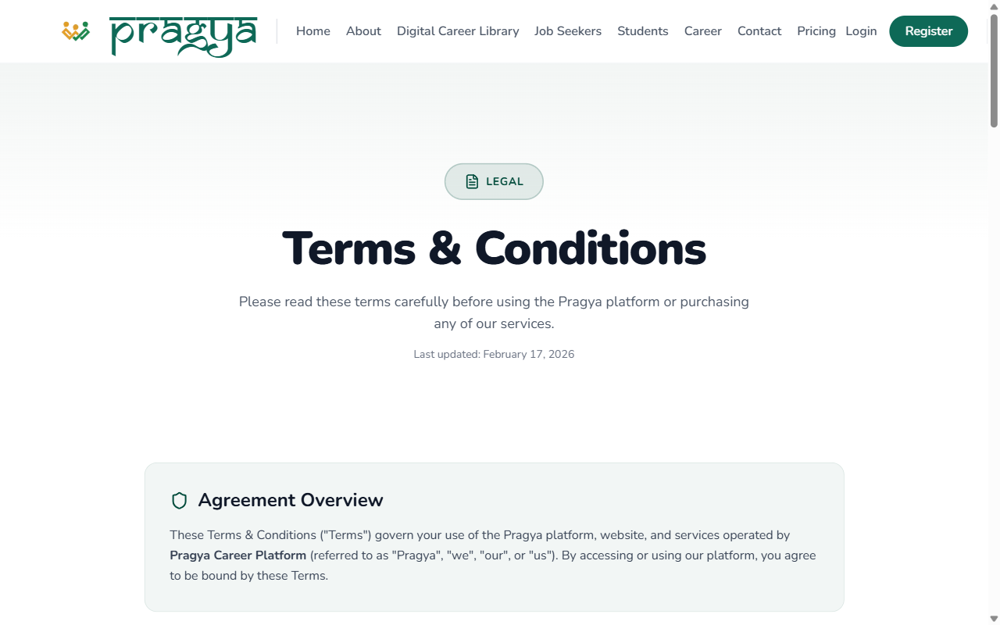 pragya
Home About Digital Career Library Job Seekers Students Career Contact Pricing Login Register
LEGAL
Terms & Conditions
Please read these terms carefully before using the Pragya platform or purchasing
any of our services.
Last updated: February 17, 2026
Agreement Overview
These Terms & Conditions ("Terms") govern your use of the Pragya platform, website, and services operated by
Pragya Career Platform (referred to as "Pragya", "we", "our", or "us"). By accessing or using our platform, you agree
to be bound by these Terms.